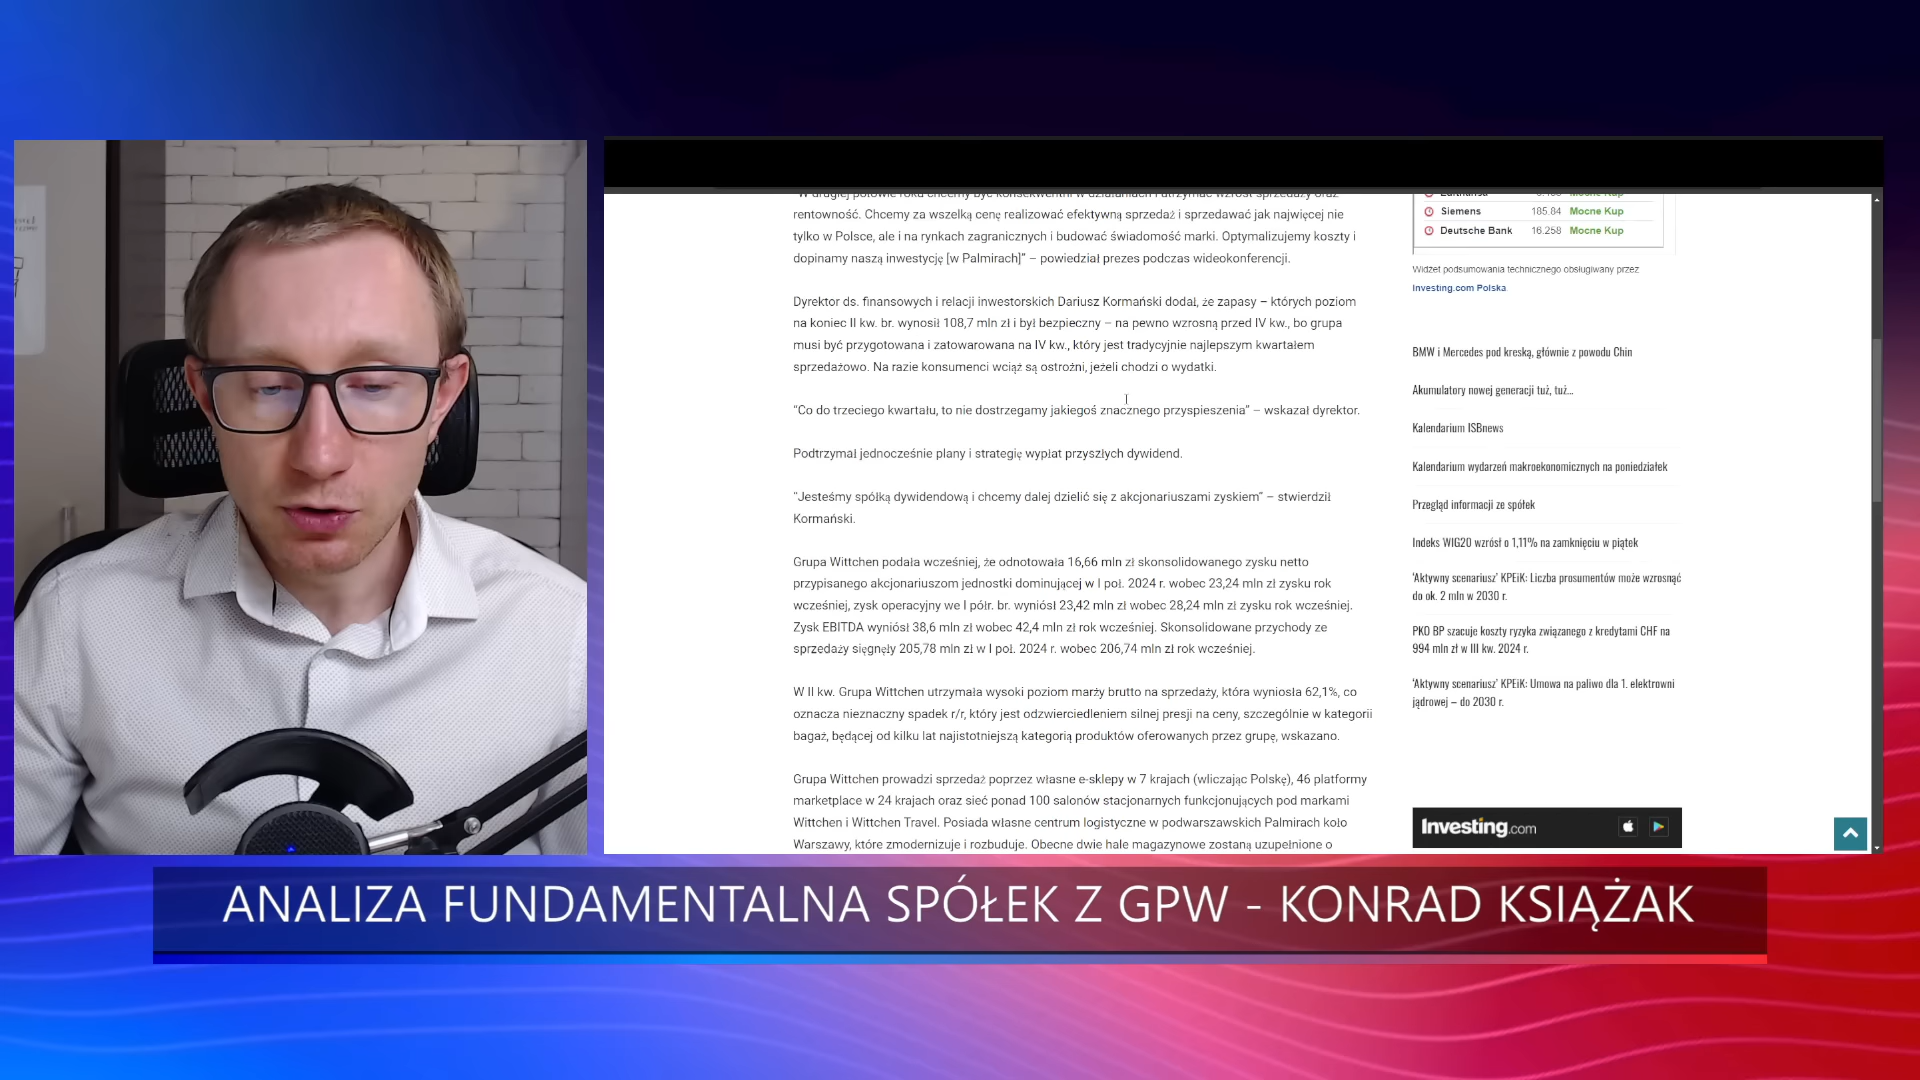 "W drugiej połowie roku chcemy być konsekwentni w działaniach i utrzymać wzrost sprzedaży oraz
rentowność. Chcemy za wszelką cenę realizować efektywną sprzedaż i sprzedawać jak najwięcej nie
tylko w Polsce, ale i na rynkach zagranicznych i budować świadomość marki. Optymalizujemy koszty i
dopinamy naszą inwestycję [w Palmirach]" – powiedział prezes podczas wideokonferencji.
Dyrektor ds. finansowych i relacji inwestorskich Dariusz Kormański dodał, że zapasy – których poziom
na koniec II kw. br. wynosił 108,7 mln zł i był bezpieczny – na pewno wzrosną przed IV kw., bo grupa
musi być przygotowana i zatowarowana na IV kw., który jest tradycyjnie najlepszym kwartałem
sprzedażowo. Na razie konsumenci wciąż są ostrożni, jeżeli chodzi o wydatki.
"Co do trzeciego kwartału, to nie dostrzegamy jakiegoś znacznego przyspieszenia" – wskazał dyrektor.
Podtrzymał jednocześnie plany i strategię wypłat przyszłych dywidend.
"Jesteśmy spółką dywidendową i chcemy dalej dzielić się z akcjonariuszami zyskiem" – stwierdził
Kormański.
Grupa Wittchen podała wcześniej, że odnotowała 16,66 mln zł skonsolidowanego zysku netto
przypisanego akcjonariuszom jednostki dominującej w I poł. 2024 r. wobec 23,24 mln zł zysku rok
wcześniej, zysk operacyjny we I półr. br. wyniósł 23,42 mln zł wobec 28,24 mln zł zysku rok wcześniej.
Zysk EBITDA wyniósł 38,6 mln zł wobec 42,4 mln zł rok wcześniej. Skonsolidowane przychody ze
sprzedaży sięgnęły 205,78 mln zł w I poł. 2024 r. wobec 206,74 mln zł rok wcześniej.
W II kw. Grupa Wittchen utrzymała wysoki poziom marży brutto na sprzedaży, która wyniosła 62,1%, co
oznacza nieznaczny spadek r/r, który jest odzwierciedleniem silnej presji na ceny, szczególnie w kategorii
bagaż, będącej od kilku lat najistotniejszą kategorią produktów oferowanych przez grupę, wskazano.
Grupa Wittchen prowadzi sprzedaż poprzez własne e-sklepy w 7 krajach (wliczając Polskę), 46 platformy
marketplace w 24 krajach oraz sieć ponad 100 salonów stacjonarnych funkcjonujących pod markami
Wittchen i Wittchen Travel. Posiada własne centrum logistyczne w podwarszawskich Palmirach koło
Warszawy, które zmodernizuje i rozbuduje. Obecne dwie hale magazynowe zostaną uzupełnione o
Siemens 185.84 Mocne Kup
Deutsche Bank 16.258 Mocne Kup
Widżet podsumowania technicznego obsługiwany przez
Investing.com Polska.
BMW i Mercedes pod kreską, głównie z powodu Chin
Akumulatory nowej generacji tuż, tuż...
Kalendarium ISBnews
Kalendarium wydarzeń makroekonomicznych na poniedziałek
Przegląd informacji ze spółek
Indeks WIG20 wzrósł o 1,11% na zamknięciu w piątek
'Aktywny scenariusz' KPEiK: Liczba prosumentów może wzrosnąć
do ok. 2 mln w 2030 r.
PKO BP szacuje koszty ryzyka związanego z kredytami CHF na
994 mln zł w III kw. 2024 r.
'Aktywny scenariusz' KPEiK: Umowa na paliwo dla 1. elektrowni
jądrowej – do 2030 r.
Investing.com
ANALIZA FUNDAMENTALNA SPÓŁEK Z GPW - KONRAD KSIĄŻAK